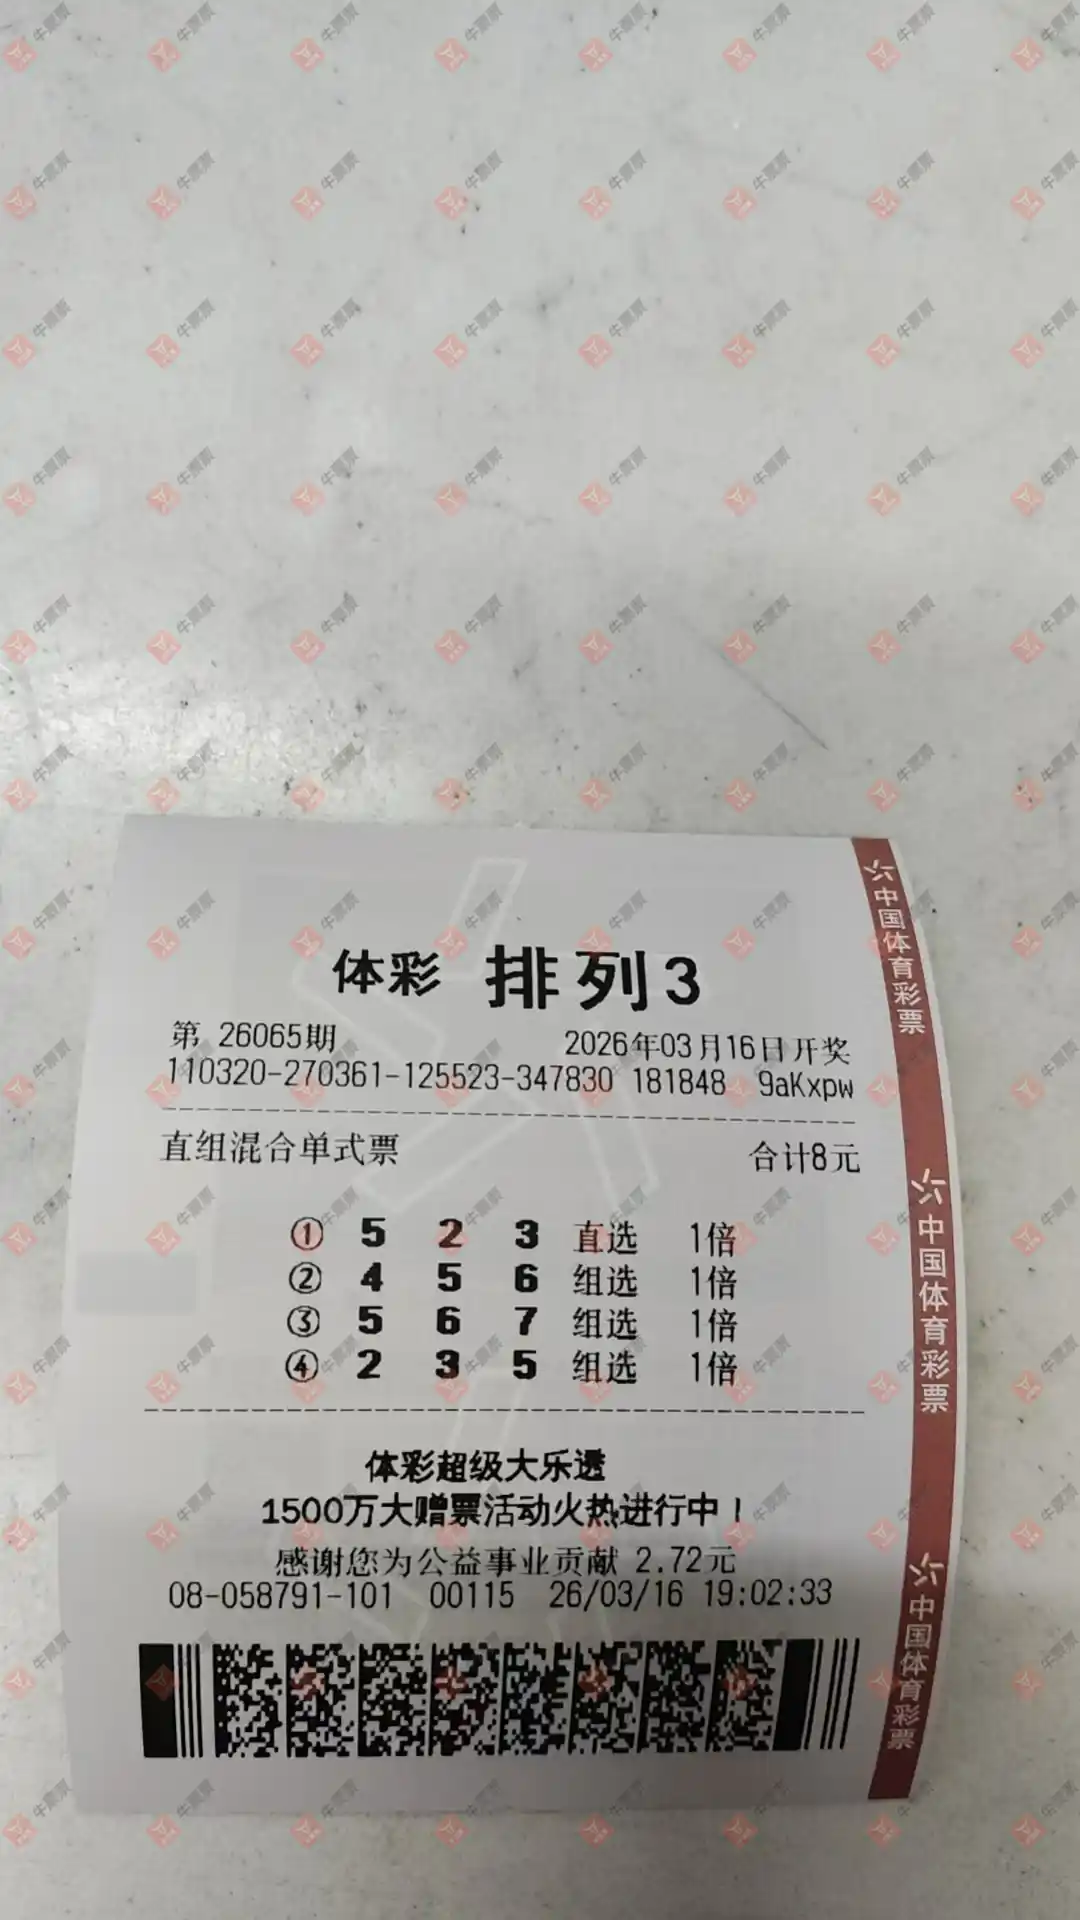 体彩 排列3
第 26065期 2026年03月16日开奖
110320-270361-125523-347830 181848 9aKxpw
直组混合单式票 合计8元
① 5 2 3 直选 1倍
② 4 5 6 组选 1倍
③ 5 6 7 组选 1倍
④ 2 3 5 组选 1倍
体彩超级大乐透
1500万大赠票活动火热进行中！
感谢您为公益事业贡献 2.72元
08-058791-101 00115 26/03/16 19:02:33
中国体育彩票
中国体育彩票
中国体育彩票
牛票票